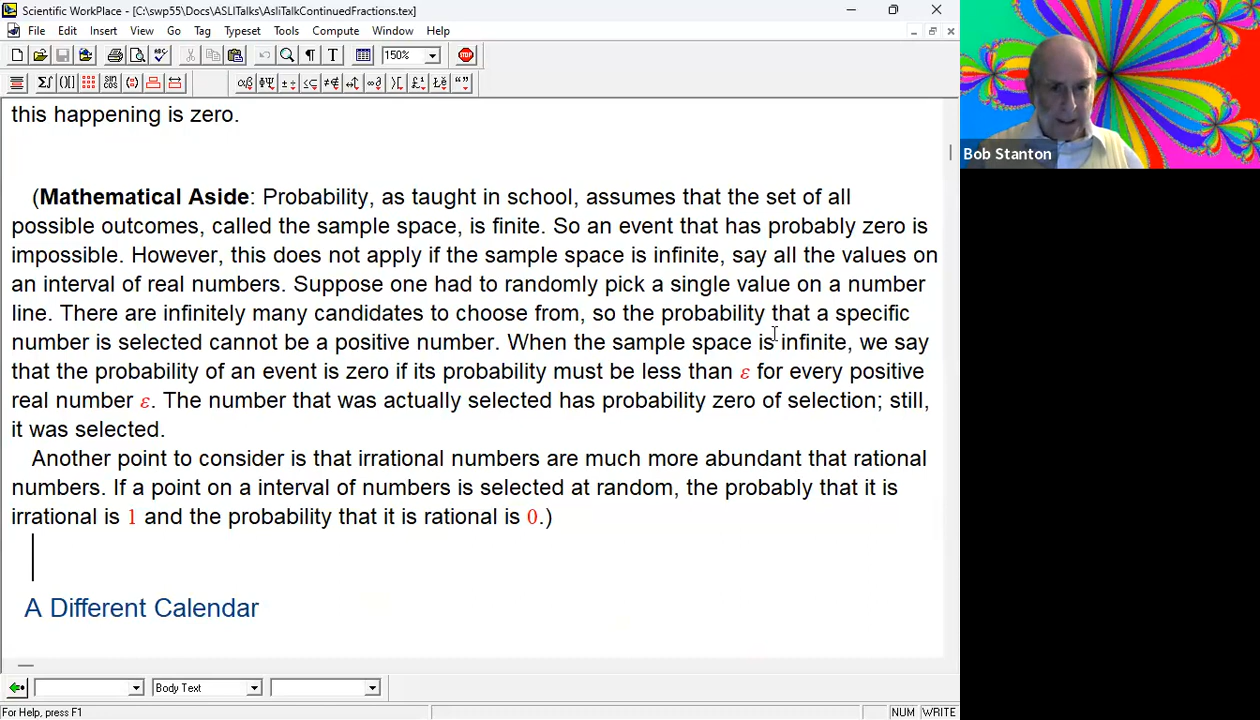 Scientific WorkPlace - [C:\swp55\Docs\ASLITalks\AsliTalkContinuedFractions.tex]
File Edit Insert View Go Tag Typeset Tools Compute Window Help
150%
STOP
this happening is zero.
(Mathematical Aside: Probability, as taught in school, assumes that the set of all
possible outcomes, called the sample space, is finite. So an event that has probably zero is
impossible. However, this does not apply if the sample space is infinite, say all the values on
an interval of real numbers. Suppose one had to randomly pick a single value on a number
line. There are infinitely many candidates to choose from, so the probability that a specific
number is selected cannot be a positive number. When the sample space is infinite, we say
that the probability of an event is zero if its probability must be less than ε for every positive
real number ε. The number that was actually selected has probability zero of selection; still,
it was selected.
Another point to consider is that irrational numbers are much more abundant that rational
numbers. If a point on a interval of numbers is selected at random, the probably that it is
irrational is 1 and the probability that it is rational is 0.)
A Different Calendar
Body Text
For Help, press F1
NUM WRITE
Bob Stanton